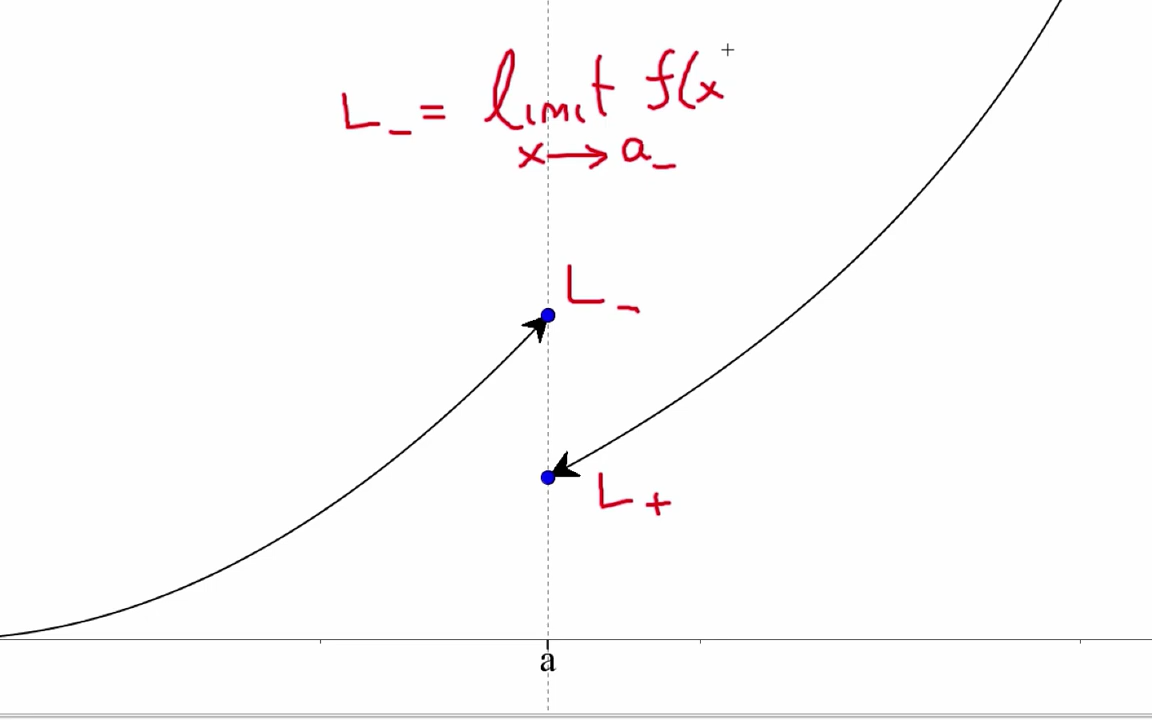 L_ = limit f(x
x → a_
L_
L+
a